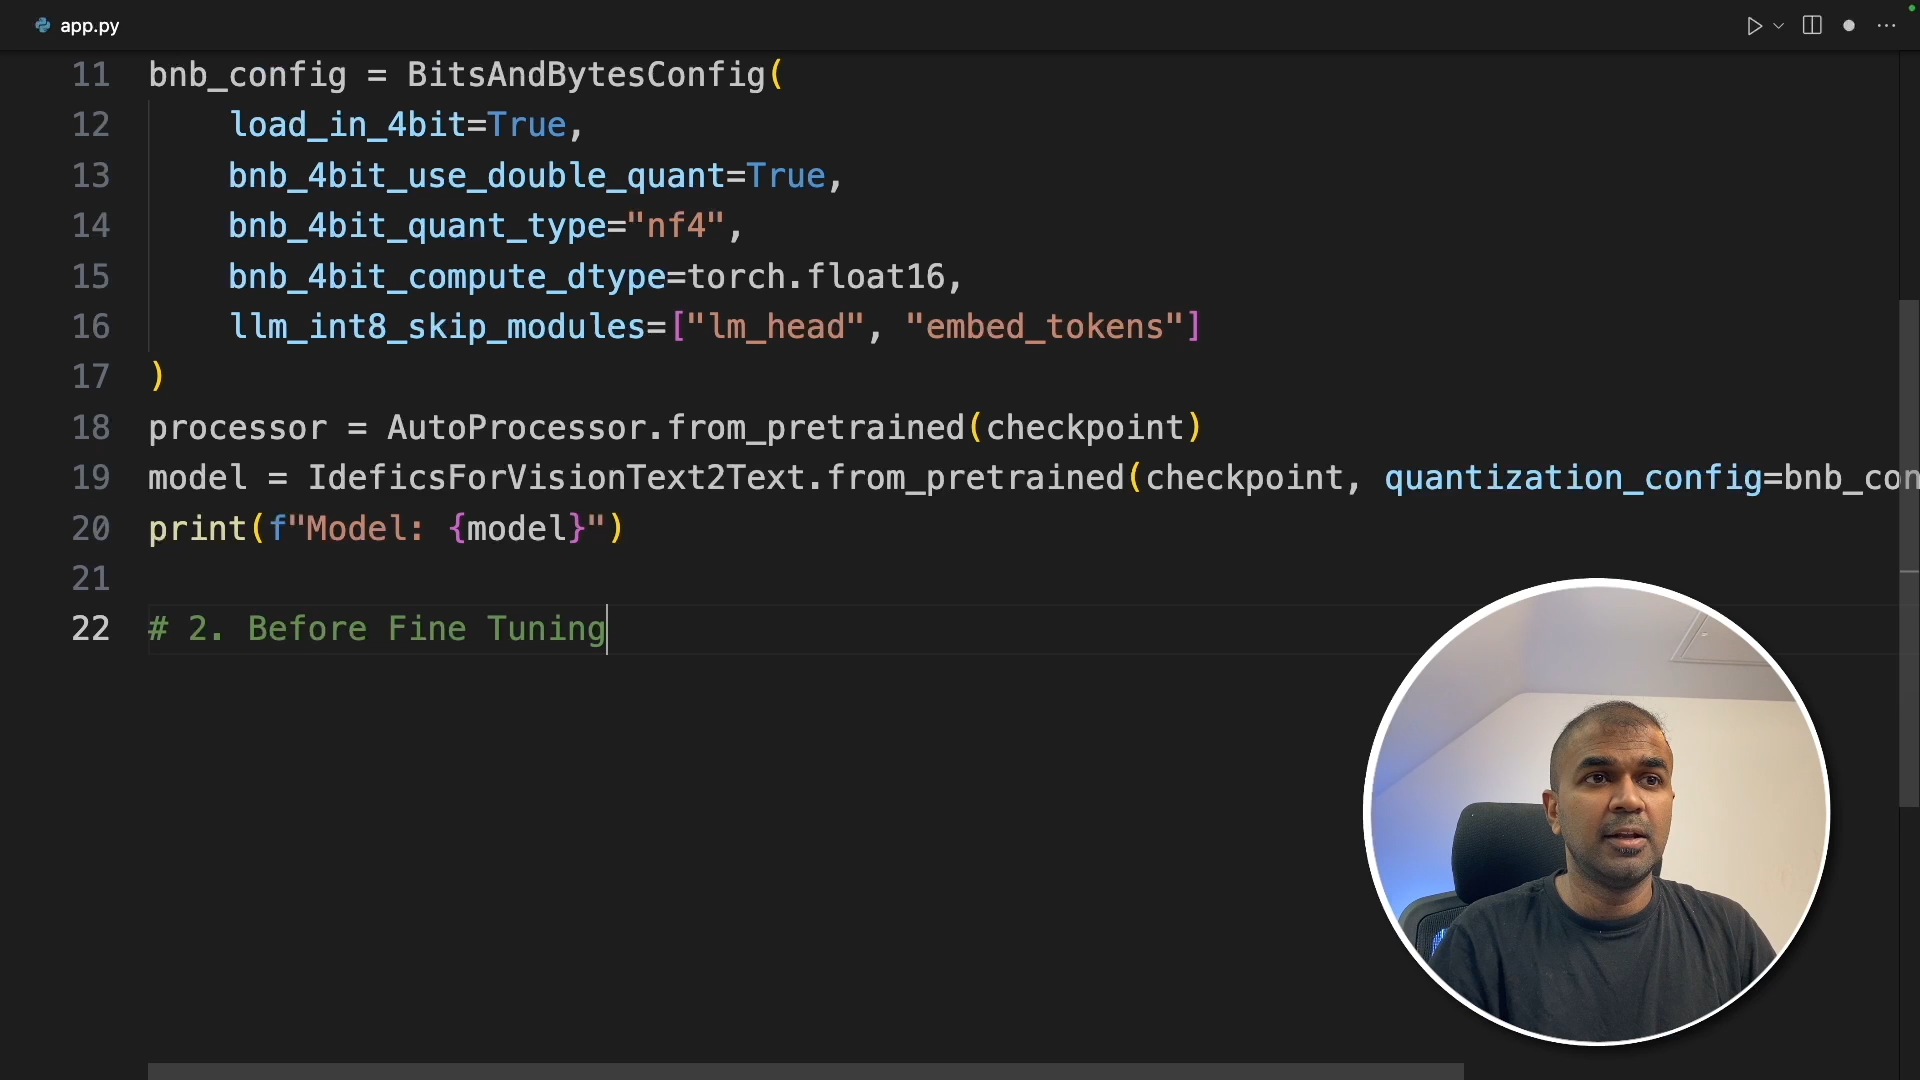 app.py
11 bnb_config = BitsAndBytesConfig(
12 load_in_4bit=True,
13 bnb_4bit_use_double_quant=True,
14 bnb_4bit_quant_type="nf4",
15 bnb_4bit_compute_dtype=torch.float16,
16 llm_int8_skip_modules=["lm_head", "embed_tokens"]
17 )
18 processor = AutoProcessor.from_pretrained(checkpoint)
19 model = IdeficsForVisionText2Text.from_pretrained(checkpoint, quantization_config=bnb_con
20 print(f"Model: {model}")
21
22 # 2. Before Fine Tuning